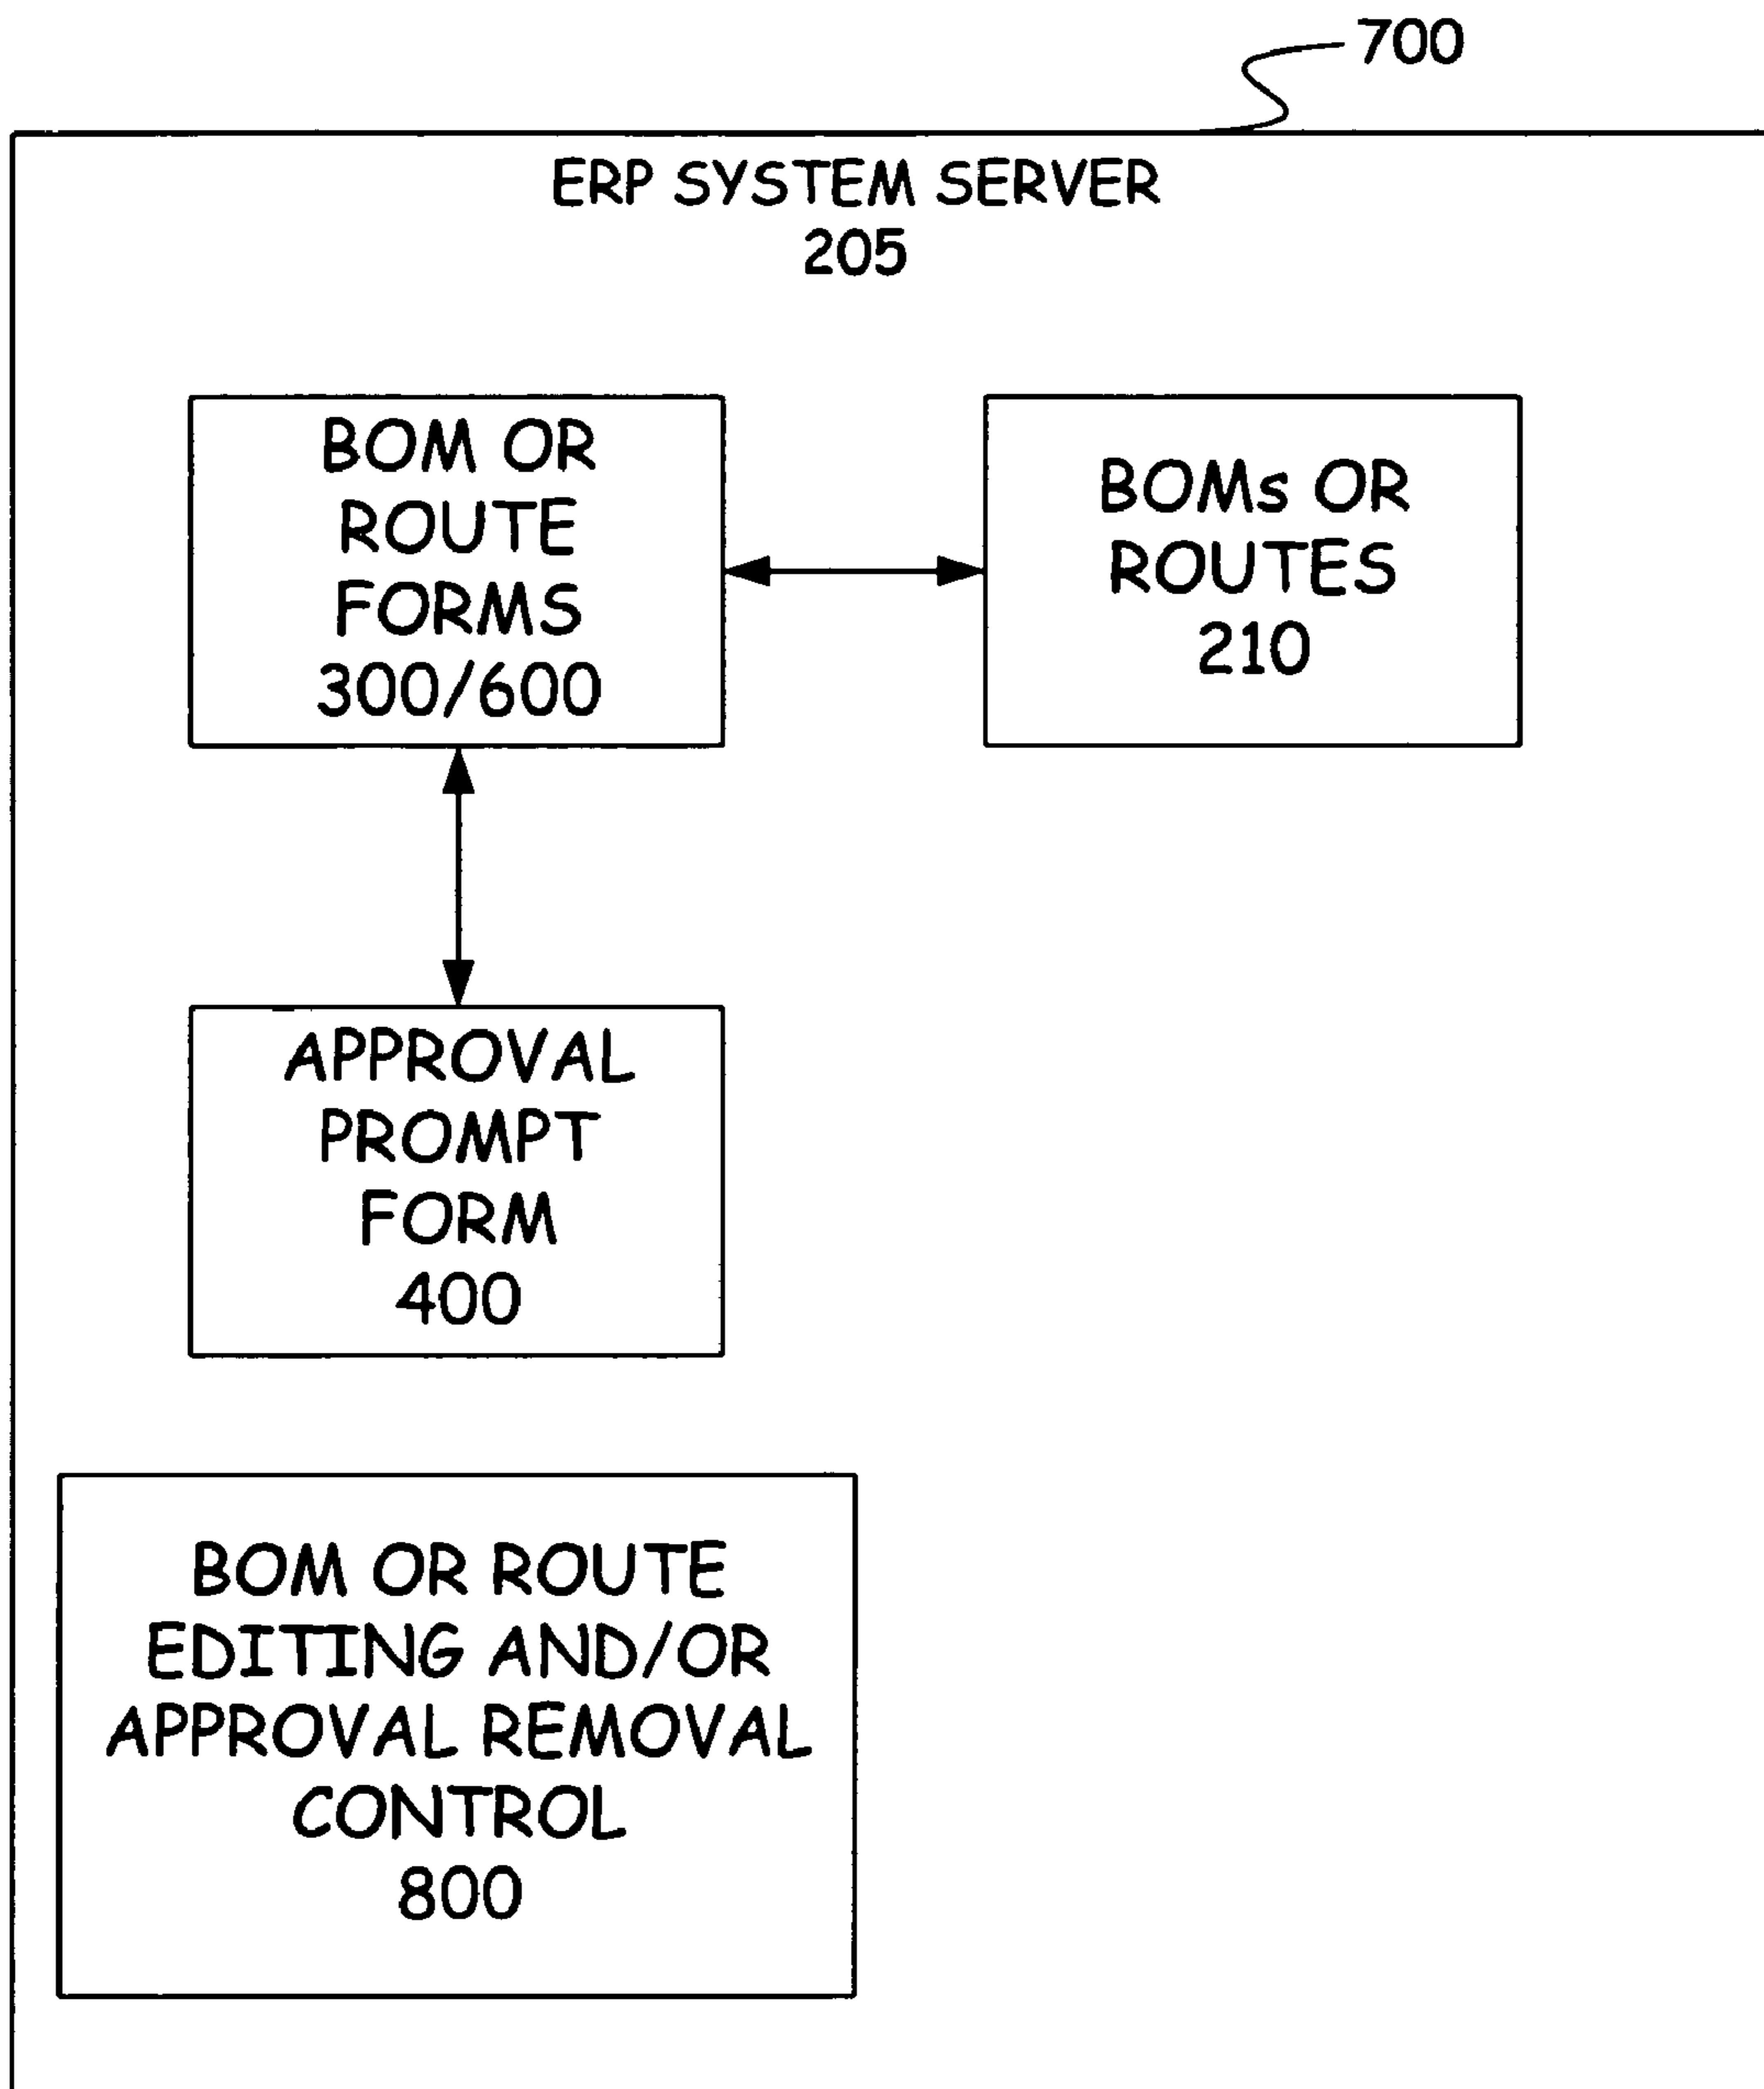 700
ERP SYSTEM SERVER
205
BOM OR
ROUTE
FORMS
300/600
BOMs OR
ROUTES
210
APPROVAL
PROMPT
FORM
400
BOM OR ROUTE
EDITING AND/OR
APPROVAL REMOVAL
CONTROL
800